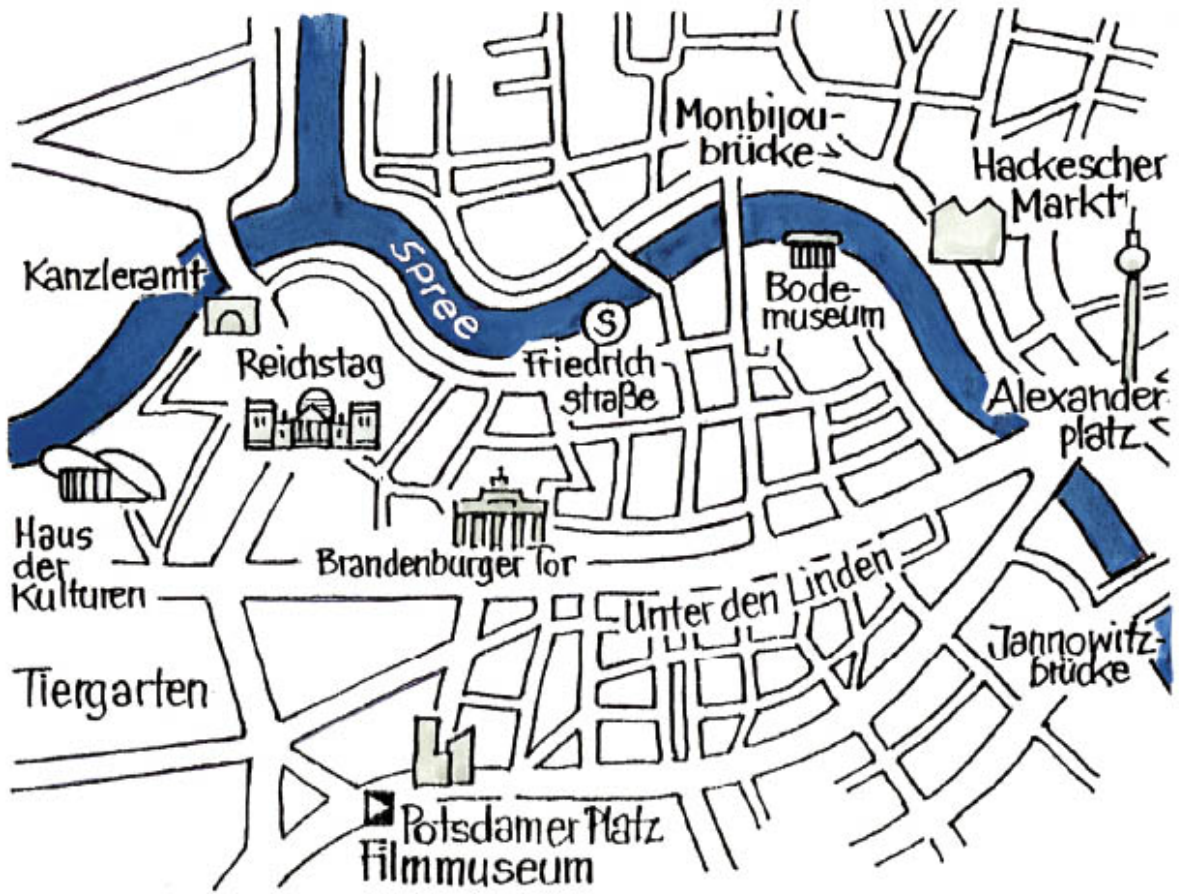 Monbijou-
brücke
Hackescher
Markt
Spree
Kanzleramt
Bode-
museum
S
Reichstag
Friedrich
straße
Alexander-
platz
Haus
der
Kulturen
Brandenburger Tor
Unter den Linden
Jannowitz-
brücke
Tiergarten
Potsdamer Platz
Filmmuseum